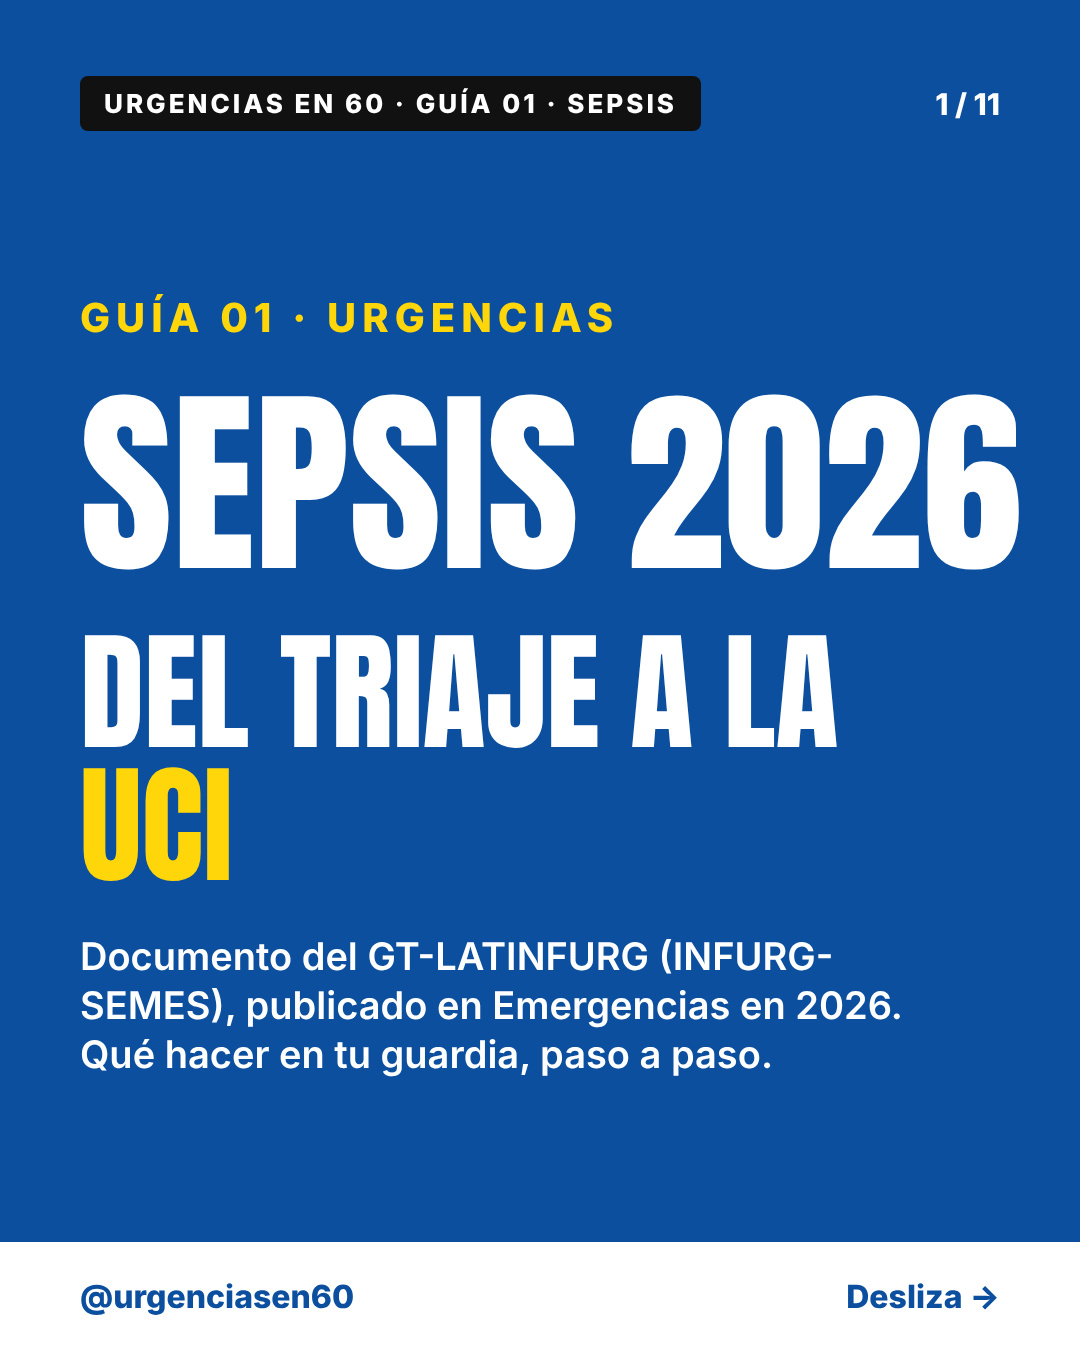 URGENCIAS EN 60 · GUÍA 01 · SEPSIS
1 / 11
GUÍA 01 · URGENCIAS
SEPSIS 2026
DEL TRIAJE A LA
UCI
Documento del GT-LATINFURG (INFURG-
SEMES), publicado en Emergencias en 2026.
Qué hacer en tu guardia, paso a paso.
@urgenciasen60
Desliza →